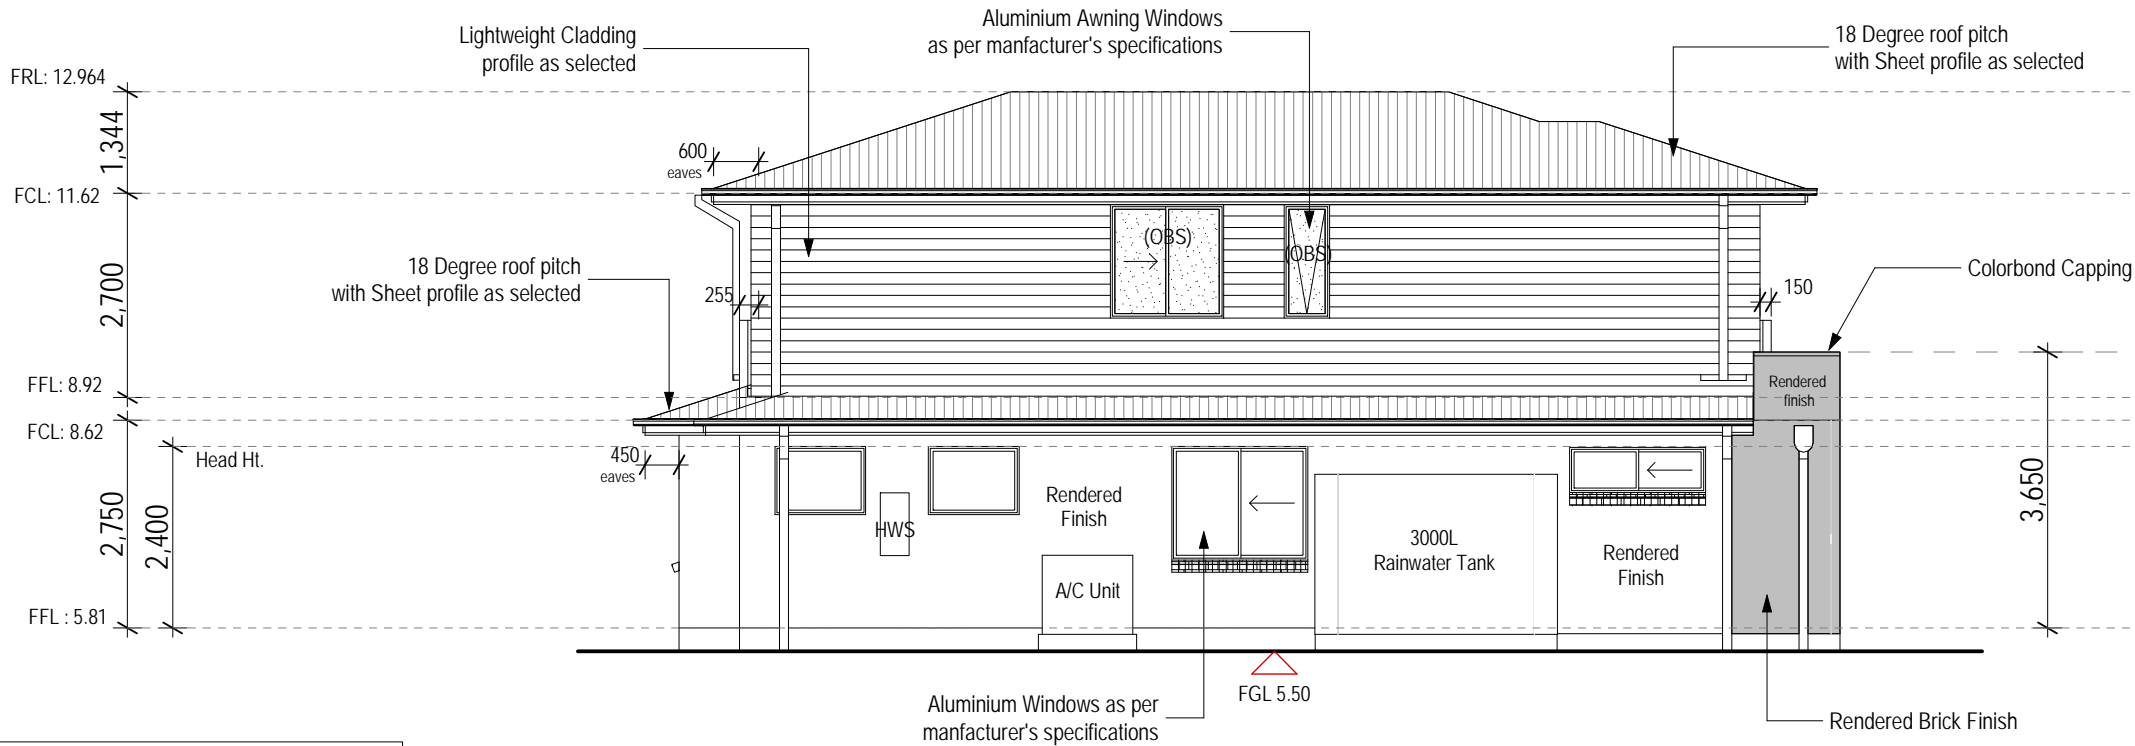 Aluminium Awning Windows
as per manfacturer's specifications
Lightweight Cladding
profile as selected
18 Degree roof pitch
with Sheet profile as selected
FRL: 12.964
1,344
600
eaves
FCL: 11.62
(OBS)
(OBS)
2,700
18 Degree roof pitch
with Sheet profile as selected
Colorbond Capping
255
150
FFL: 8.92
Rendered
finish
FCL: 8.62
Head Ht.
450
eaves
2,750
2,400
HWS
Rendered
Finish
3000L
Rainwater Tank
Rendered
Finish
3,650
A/C Unit
FFL : 5.81
FGL 5.50
Aluminium Windows as per
manfacturer's specifications
Rendered Brick Finish